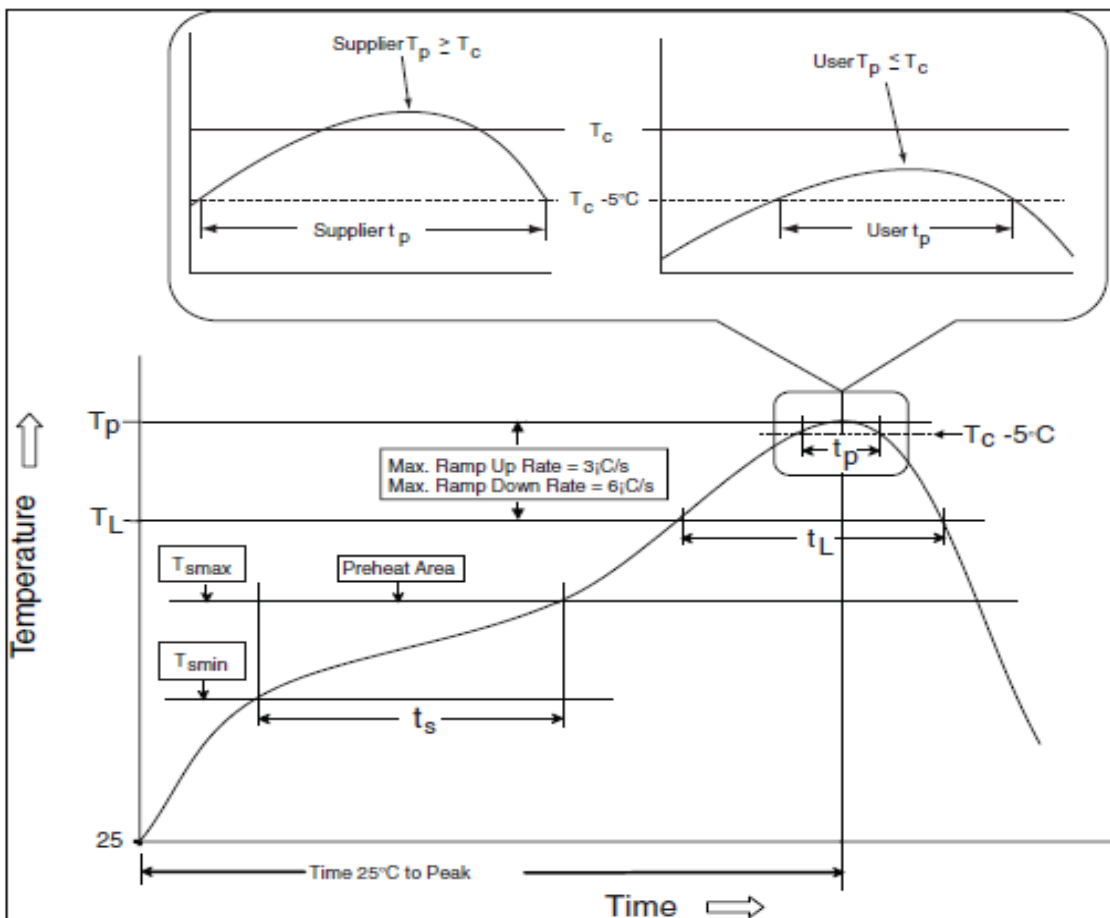 Supplier Tp ≥ Tc
User Tp ≤ Tc
Tc
Tc -5°C
Supplier tp
User tp
Tp
Tc -5°C
tp
Max. Ramp Up Rate = 3¡C/s
Max. Ramp Down Rate = 6¡C/s
TL
tL
Tsmax
Preheat Area
Tsmin
ts
Temperature
25
Time 25°C to Peak
Time